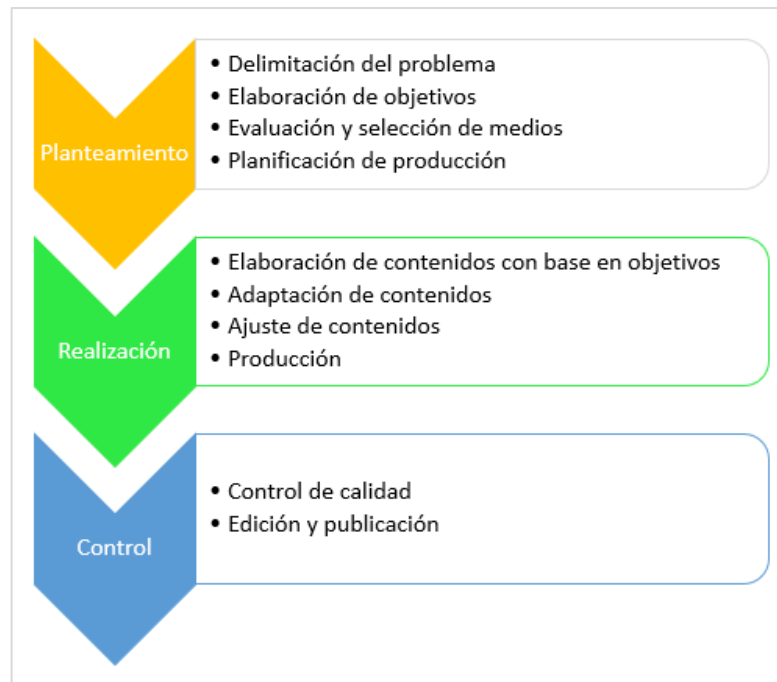 Planteamiento
• Delimitación del problema
• Elaboración de objetivos
• Evaluación y selección de medios
• Planificación de producción
Realización
• Elaboración de contenidos con base en objetivos
• Adaptación de contenidos
• Ajuste de contenidos
• Producción
Control
• Control de calidad
• Edición y publicación